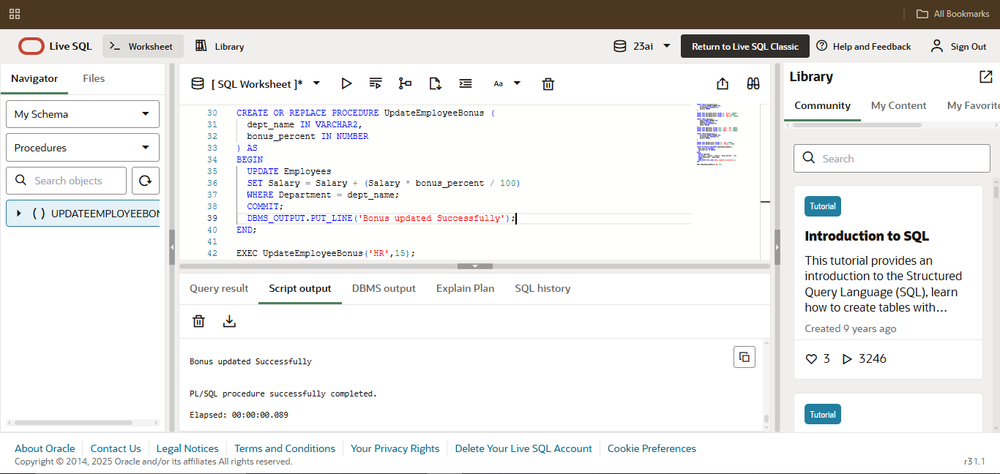 All Bookmarks
Live SQL
Worksheet
Library
23ai
Return to Live SQL Classic
Help and Feedback
Sign Out
Navigator
Files
My Schema
Procedures
Search objects
( ) UPDATEEMPLOYEEBON
[ SQL Worksheet ]*
Aa
30 CREATE OR REPLACE PROCEDURE UpdateEmployeeBonus (
31 dept_name IN VARCHAR2,
32 bonus_percent IN NUMBER
33 ) AS
34 BEGIN
35 UPDATE Employees
36 SET Salary = Salary + (Salary * bonus_percent / 100)
37 WHERE Department = dept_name;
38 COMMIT;
39 DBMS_OUTPUT.PUT_LINE('Bonus updated Successfully');
40 END;
41
42 EXEC UpdateEmployeeBonus('HR',15);
Query result
Script output
DBMS output
Explain Plan
SQL history
Bonus updated Successfully
PL/SQL procedure successfully completed.
Elapsed: 00:00:00.089
Library
Community
My Content
My Favorite
Search
Tutorial
Introduction to SQL
This tutorial provides an
introduction to the Structured
Query Language (SQL), learn
how to create tables with...
Created 9 years ago
3
3246
Tutorial
About Oracle
Contact Us
Legal Notices
Terms and Conditions
Your Privacy Rights
Delete Your Live SQL Account
Cookie Preferences
Copyright © 2014, 2025 Oracle and/or its affiliates All rights reserved.
r31.1